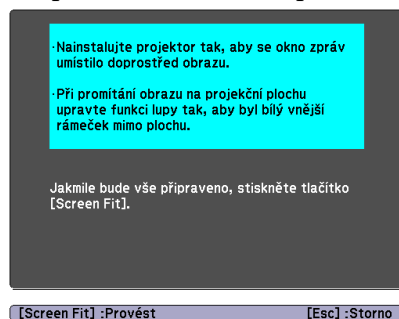 ·Nainstalujte projektor tak, aby se okno zpráv
umístilo doprostřed obrazu.
·Při promítání obrazu na projekční plochu
upravte funkci lupy tak, aby byl bílý vnější
rámeček mimo plochu.
Jakmile bude vše připraveno, stiskněte tlačítko
[Screen Fit].
[Screen Fit] :Provést [Esc] :Storno